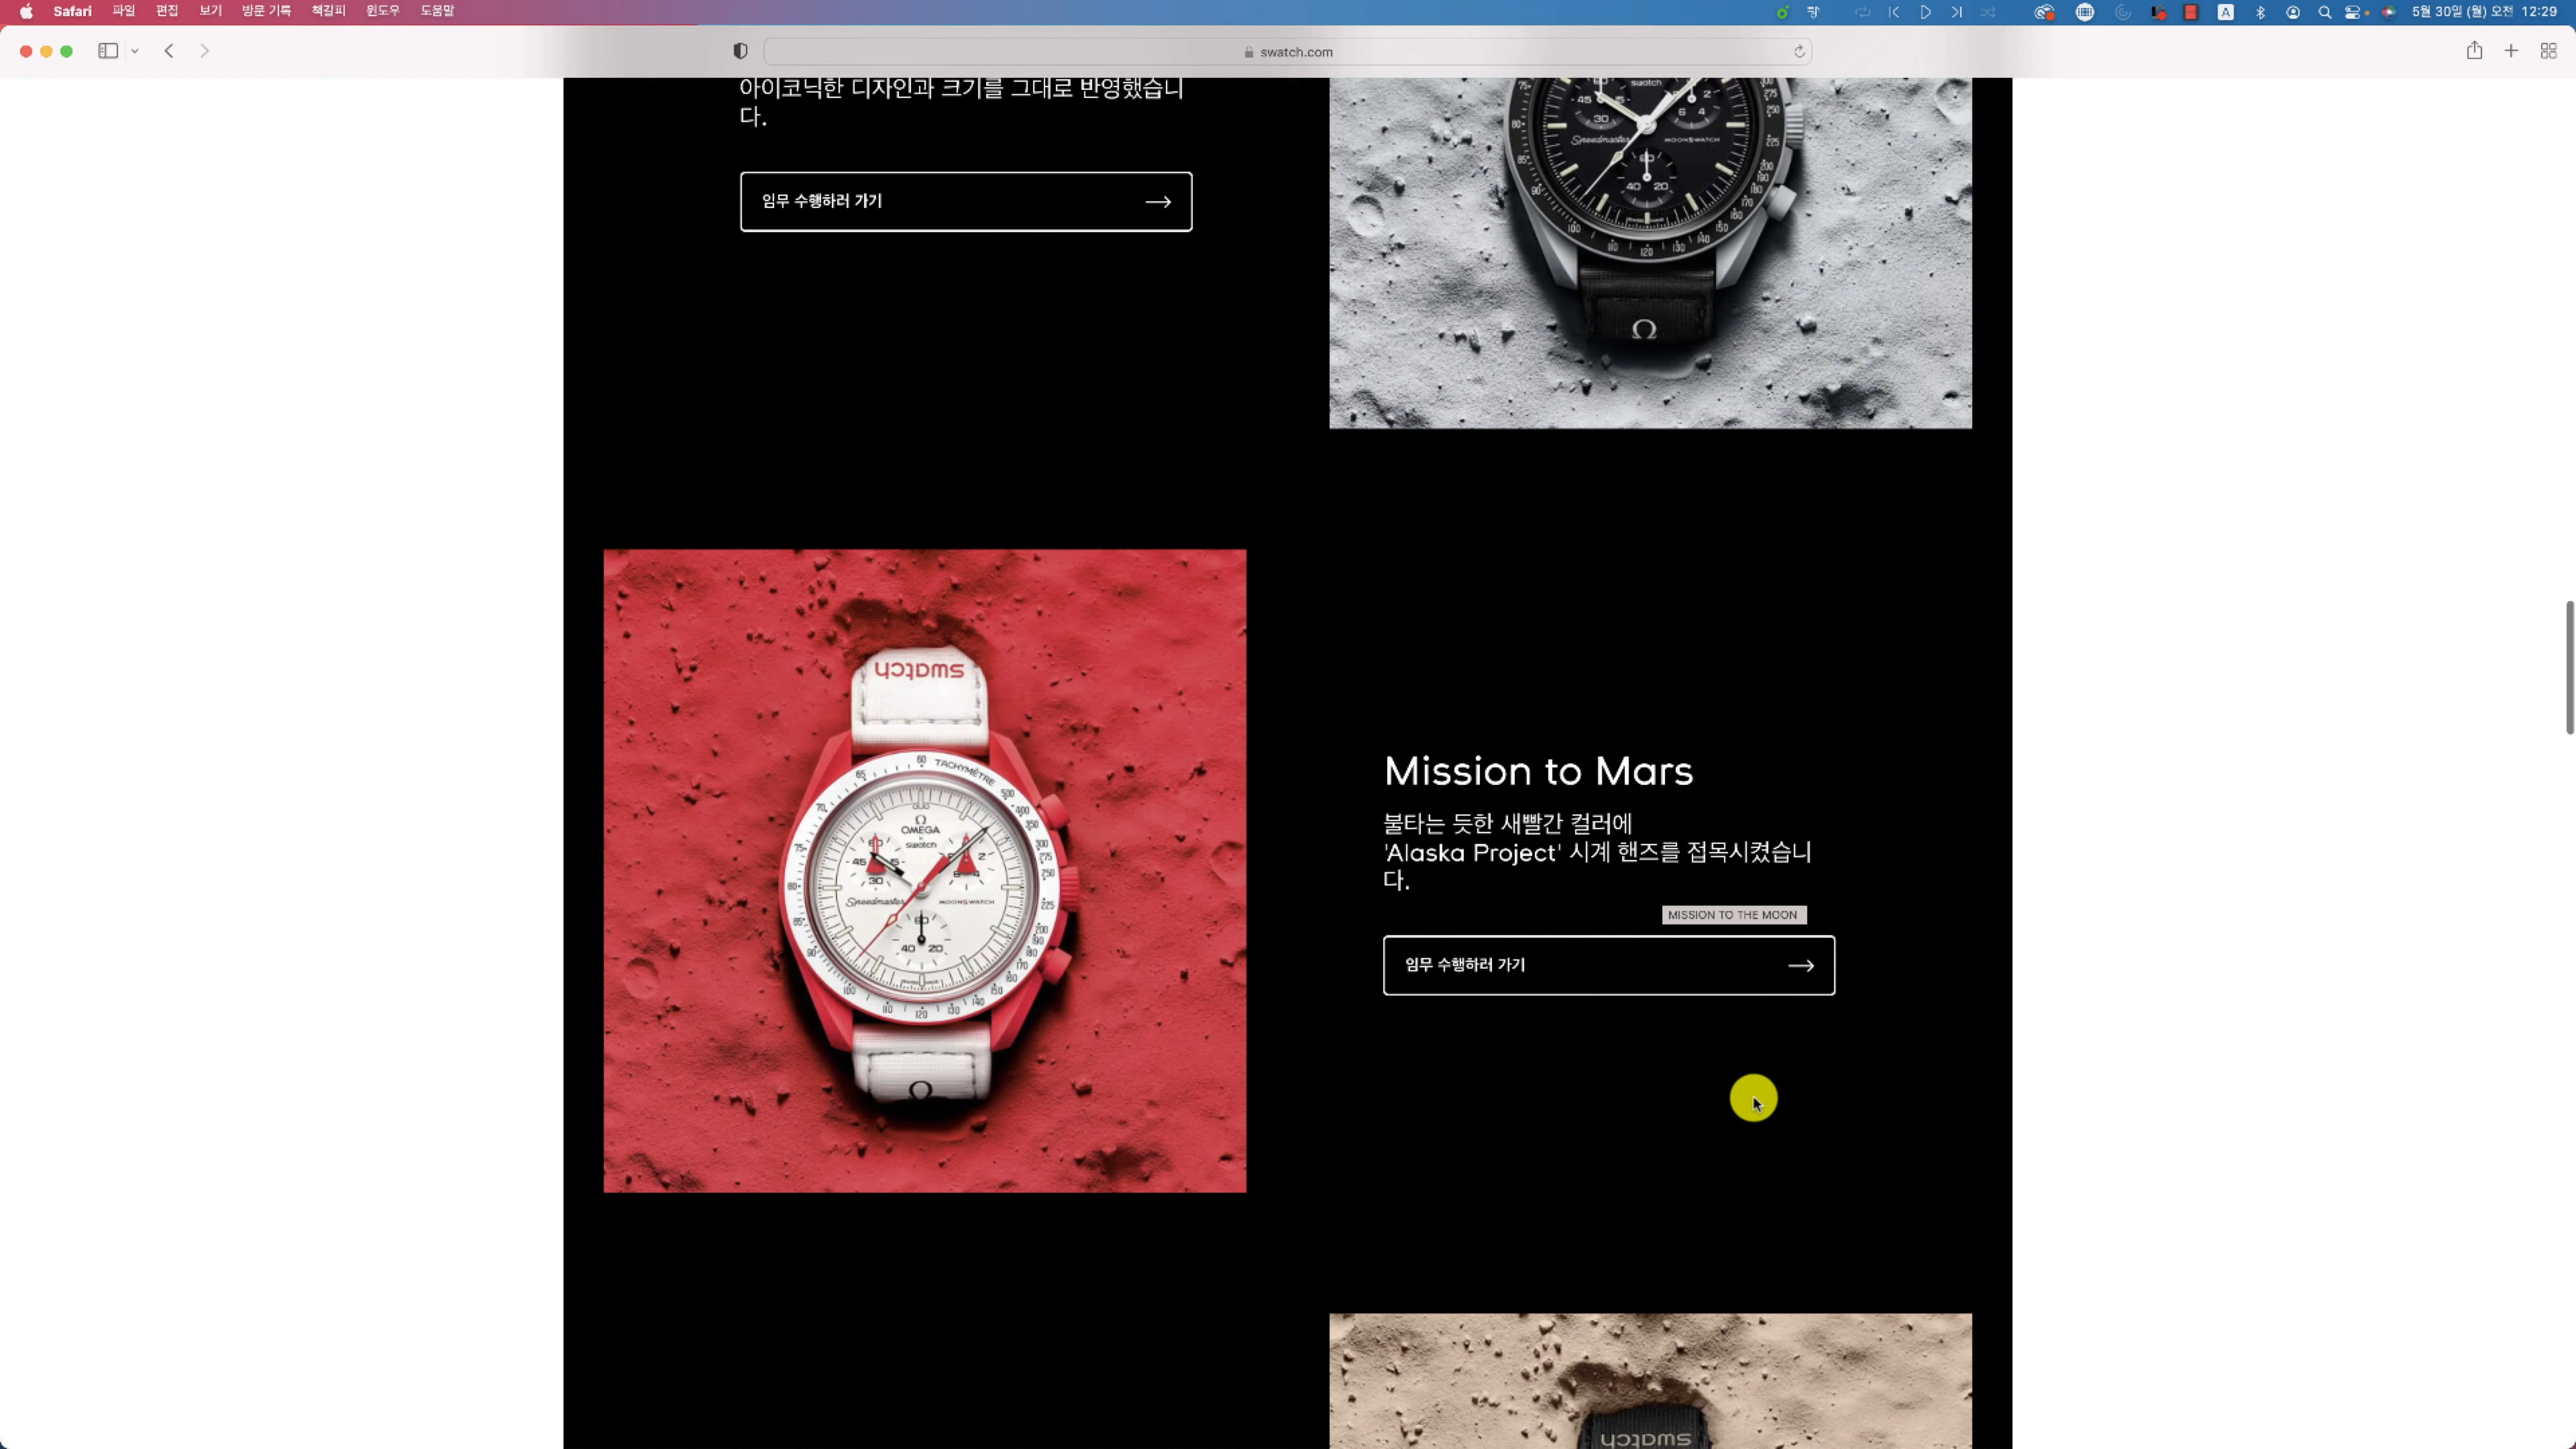 Safari 파일 편집 보기 방문 기록 책갈피 윈도우 도움말
5월 30일 (월) 오전 12:29
swatch.com
아이코닉한 디자인과 크기를 그대로 반영했습니
다.
임무 수행하러 가기
swatch
Speedmaster MOONSWATCH
Mission to Mars
불타는 듯한 새빨간 컬러에
'Alaska Project' 시계 핸즈를 접목시켰습니
다.
MISSION TO THE MOON
임무 수행하러 가기
swatch
TACHYMÈTRE
OMEGA
swatch
Speedmaster MOONSWATCH
swatch